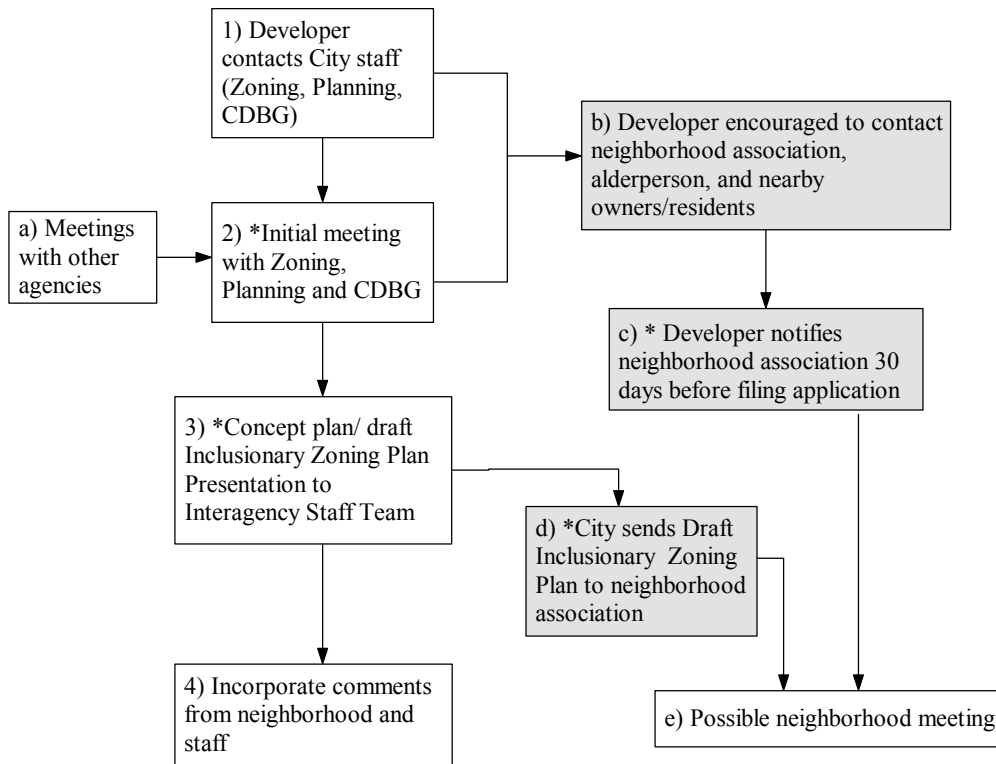 1) Developer
contacts City staff
(Zoning, Planning,
CDBG)
b) Developer encouraged to contact
neighborhood association,
alderperson, and nearby
owners/residents
a) Meetings
with other
agencies
2) *Initial meeting
with Zoning,
Planning and CDBG
c) * Developer notifies
neighborhood association 30
days before filing application
3) *Concept plan/ draft
Inclusionary Zoning Plan
Presentation to
Interagency Staff Team
d) *City sends Draft
Inclusionary Zoning
Plan to neighborhood
association
4) Incorporate comments
from neighborhood and
staff
e) Possible neighborhood meeting